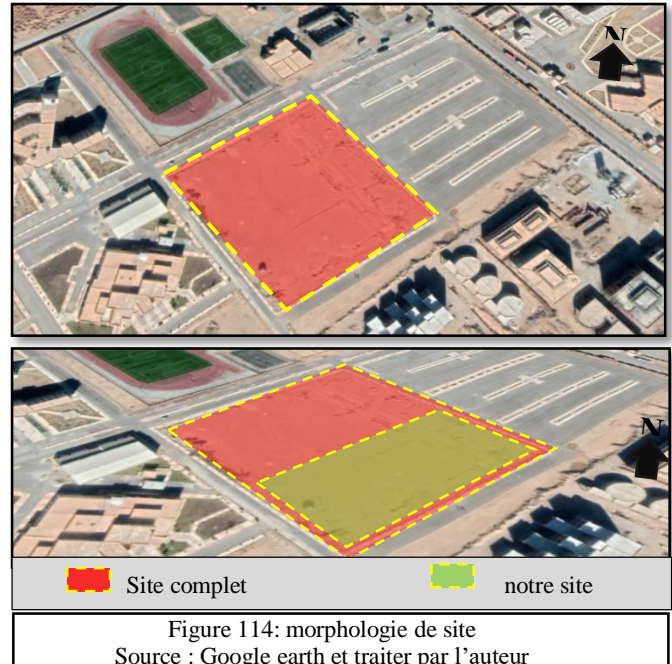 N
N
Site complet notre site
Figure 114: morphologie de site
Source : Google earth et traiter par l'auteur